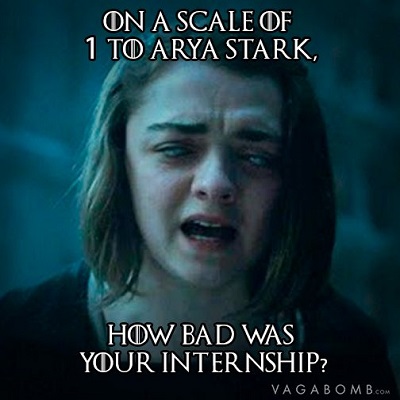 ON A SCALE OF
1 TO ARYA STARK,
HOW BAD WAS
YOUR INTERNSHIP?
VAGABOMB.COM